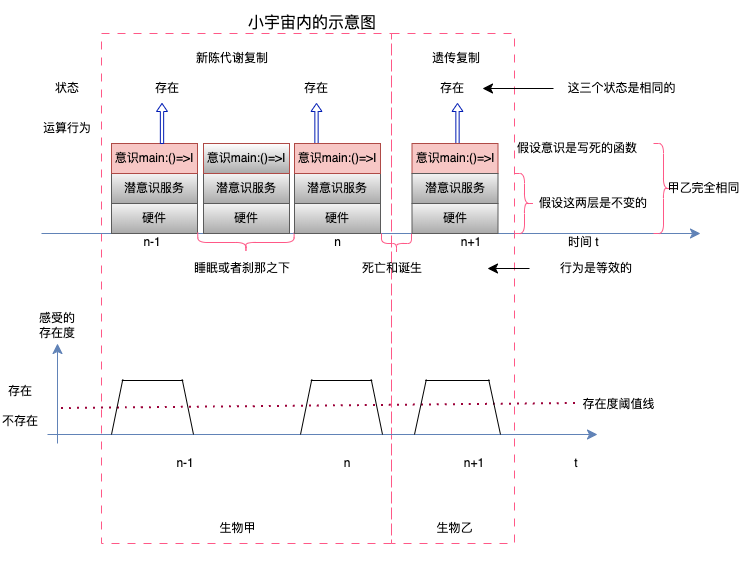 小宇宙内的示意图
新陈代谢复制
遗传复制
状态
存在
存在
存在
这三个状态是相同的
运算行为
意识main:()=>I
意识main:()=>I
意识main:()=>I
意识main:()=>I
假设意识是写死的函数
潜意识服务
潜意识服务
潜意识服务
潜意识服务
假设这两层是不变的
甲乙完全相同
硬件
硬件
硬件
硬件
n-1
n
n+1
时间 t
睡眠或者刹那之下
死亡和诞生
行为是等效的
感受的
存在度
存在
不存在
存在度阈值线
n-1
n
n+1
t
生物甲
生物乙